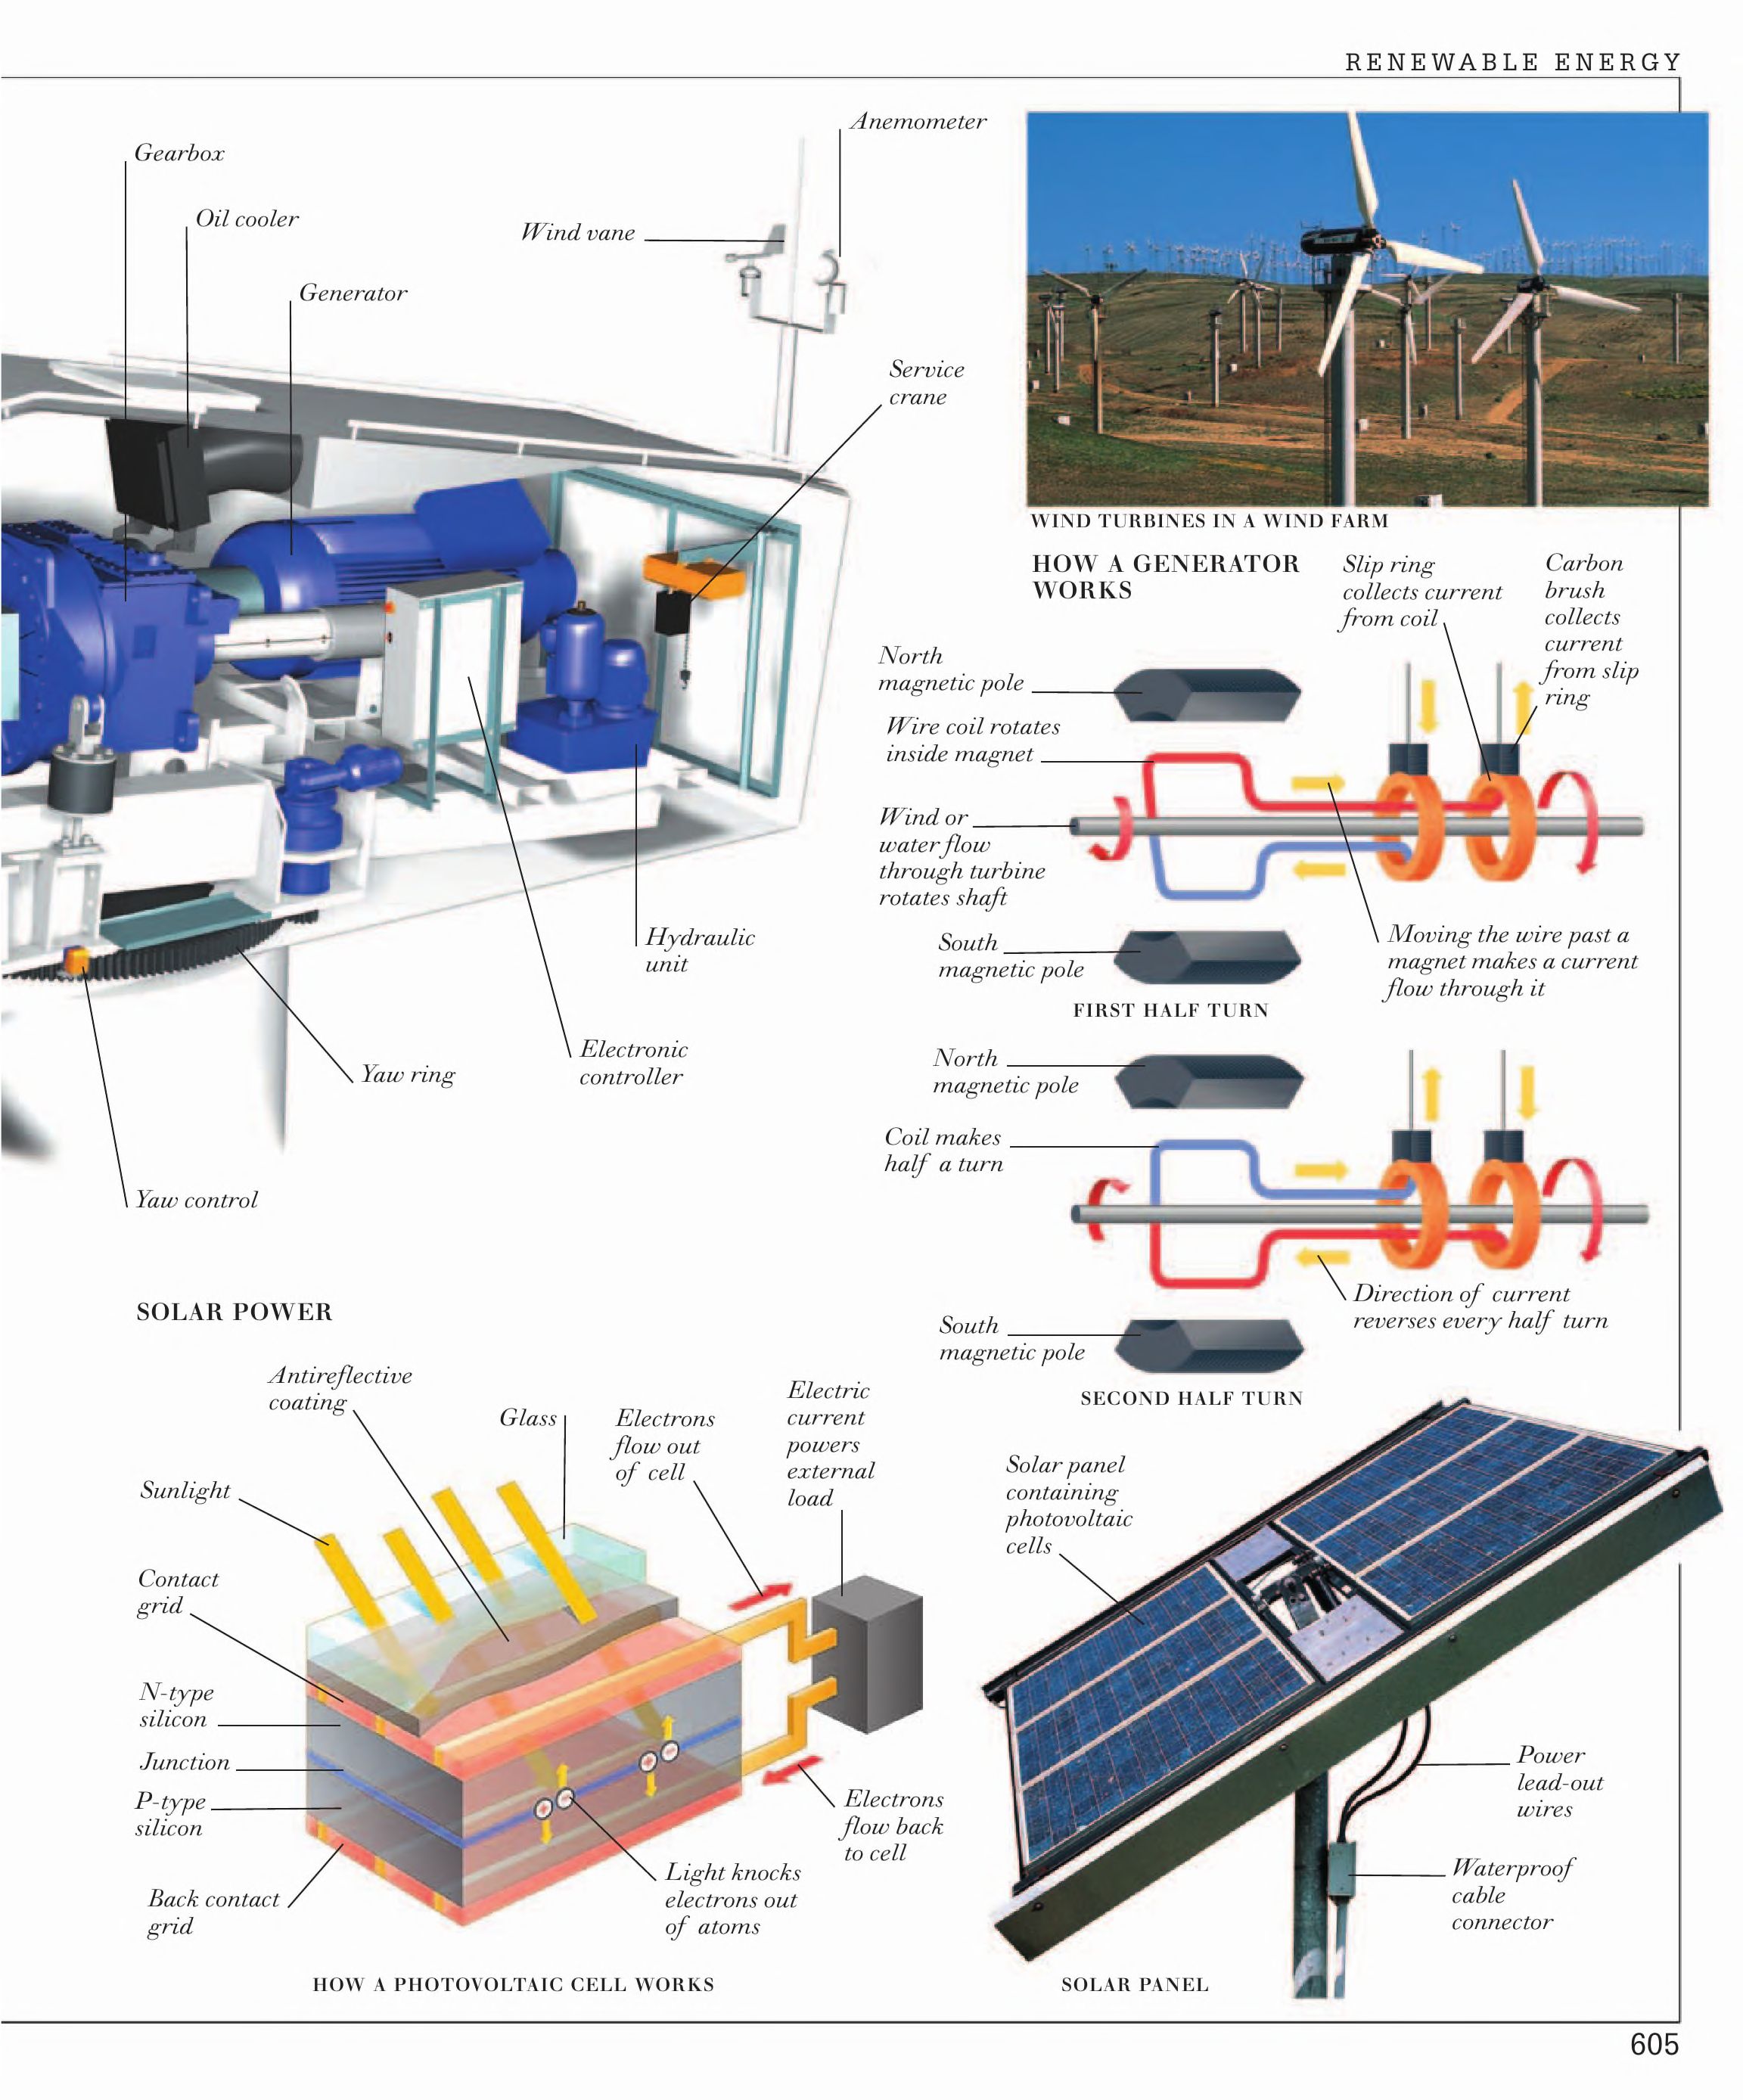 RENEWABLE ENERGY
Anemometer
Gearbox
Oil cooler
Wind vane
Generator
Service
crane
Hydraulic
unit
Electronic
controller
Yaw ring
Yaw control
WIND TURBINES IN A WIND FARM
HOW A GENERATOR
WORKS
Slip ring
collects current
from coil
Carbon
brush
collects
current
from slip
ring
North
magnetic pole
Wire coil rotates
inside magnet
Wind or
water flow
through turbine
rotates shaft
South
magnetic pole
Moving the wire past a
magnet makes a current
flow through it
FIRST HALF TURN
North
magnetic pole
Coil makes
half a turn
Direction of current
reverses every half turn
South
magnetic pole
SECOND HALF TURN
SOLAR POWER
Antireflective
coating
Glass
Electrons
flow out
of cell
Electric
current
powers
external
load
Sunlight
Contact
grid
N-type
silicon
Junction
P-type
silicon
Back contact
grid
Electrons
flow back
to cell
Light knocks
electrons out
of atoms
HOW A PHOTOVOLTAIC CELL WORKS
Solar panel
containing
photovoltaic
cells
Power
lead-out
wires
Waterproof
cable
connector
SOLAR PANEL
605